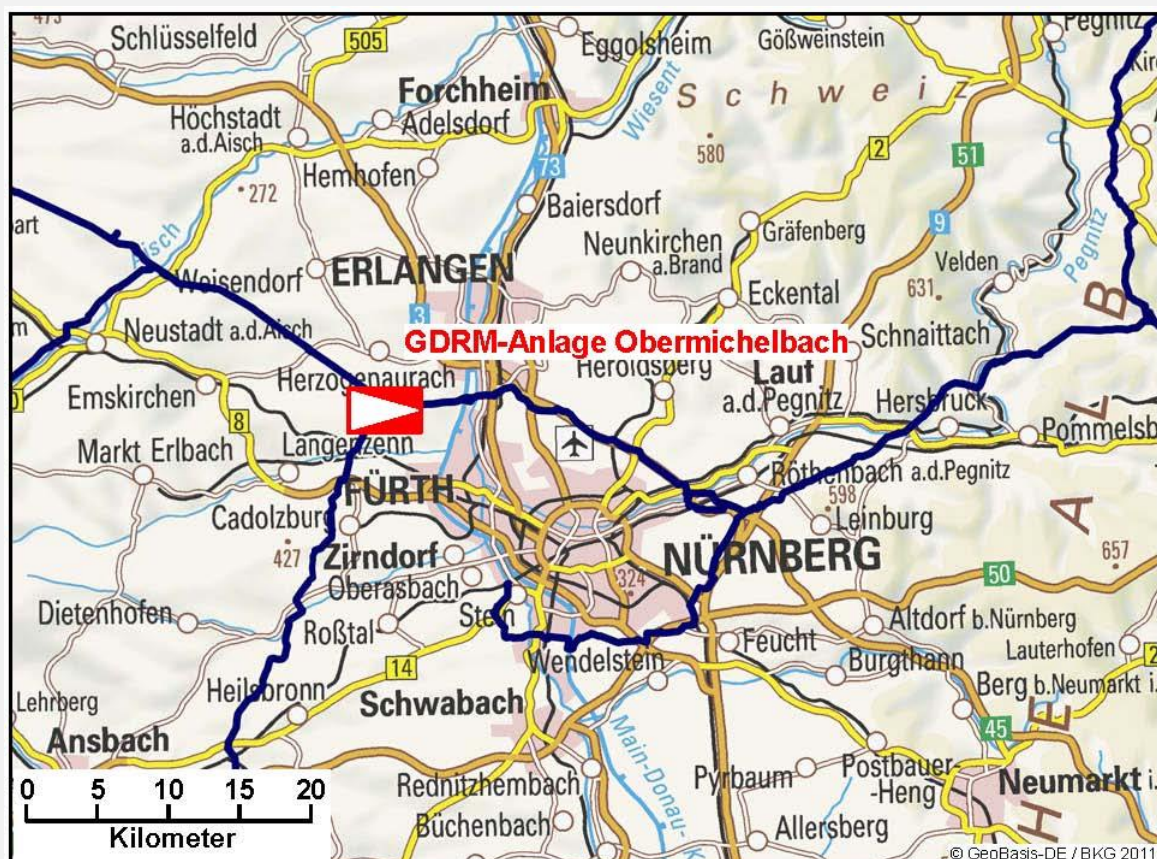 473
Schlüsselfeld
505
Eggolsheim
Gößweinstein
Pegnitz
Forchheim
Wiesent
Schweiz
Höchstadt
a.d.Aisch
Adelsdorf
2
580
51
73
Hemhofen
272
Baiersdorf
Gräfenberg
9
Pegnitz
Aisch
Neunkirchen
a.Brand
Velden
Weisendorf
ERLANGEN
Eckental
631
3
Neustadt a.d.Aisch
GDRM-Anlage Obermichelbach
Schnaittach
Herzogenaurach
Heroldsberg
Lauf
a.d.Pegnitz
Hersbruck
Emskirchen
8
Langenzenn
Pommelsb
Markt Erlbach
Röthenbach a.d.Pegnitz
FÜRTH
598
Cadolzburg
Leinburg
427
Zirndorf
NÜRNBERG
657
Oberasbach
324
50
Dietenhofen
Stein
Altdorf b.Nürnberg
Roßtal
Feucht
Lauterhofen
14
Wendelstein
Burgthann
2
Lehrberg
Heilsbronn
Schwabach
Berg b.Neumarkt i.
Ansbach
45
Main-Donau-K
Rednitzhembach
Pyrbaum
Postbauer-
-Heng
Neumarkt i.
Büchenbach
Allersberg
0 5 10 15 20
Kilometer
© GeoBasis-DE / BKG 2011